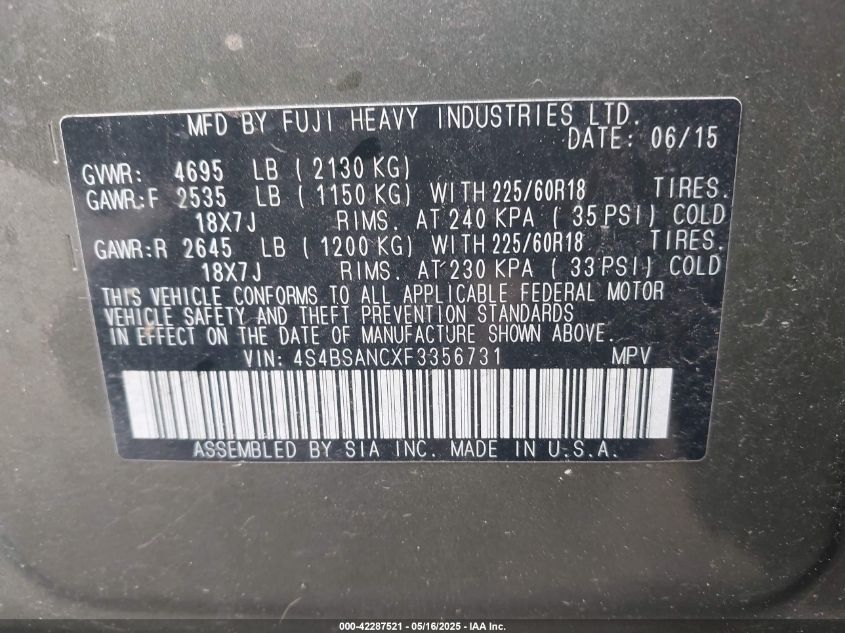 MFD BY FUJI HEAVY INDUSTRIES LTD.
DATE: 06/15
GVWR: 4695 LB ( 2130 KG)
GAWR:F 2535 LB ( 1150 KG) WITH 225/60R18 TIRES.
18X7J RIMS. AT 240 KPA ( 35 PSI) COLD
GAWR:R 2645 LB ( 1200 KG) WITH 225/60R18 TIRES.
18X7J RIMS. AT 230 KPA ( 33 PSI) COLD
THIS VEHICLE CONFORMS TO ALL APPLICABLE FEDERAL MOTOR
VEHICLE SAFETY AND THEFT PREVENTION STANDARDS
IN EFFECT ON THE DATE OF MANUFACTURE SHOWN ABOVE.
VIN: 4S4BSANCXF3356731 MPV
ASSEMBLED BY SIA INC. MADE IN U.S.A.
000-42287521 - 05/16/2025 - IAA Inc.